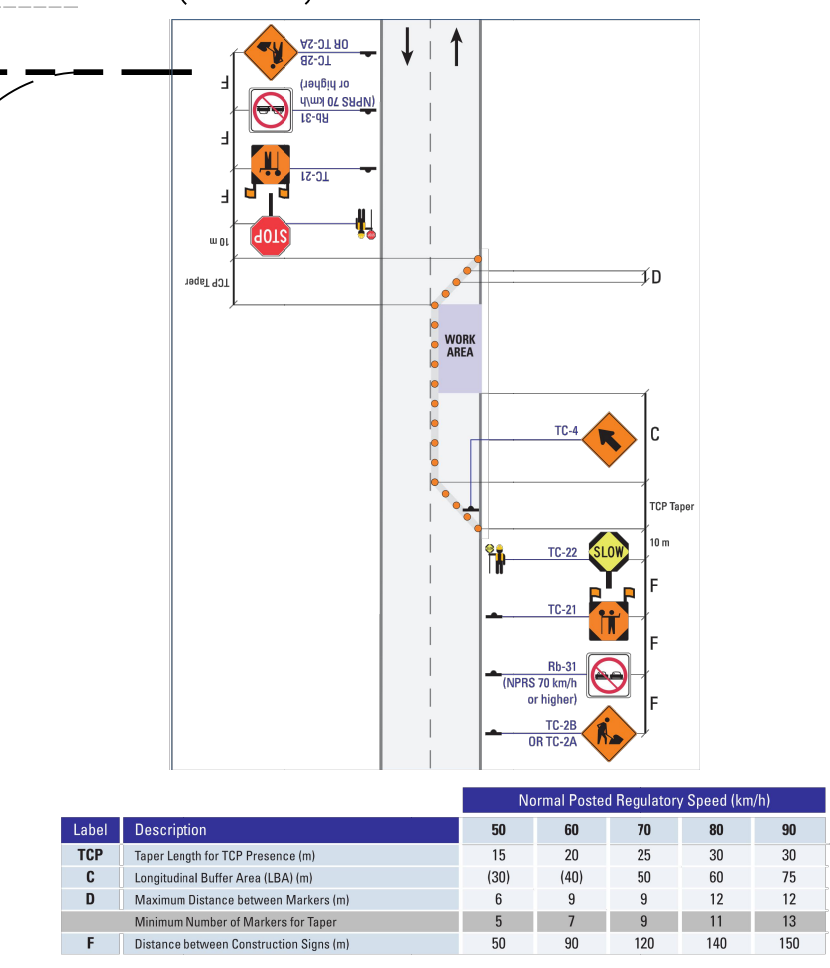 TC-2B
OR TC-2A
F
Rb-31
(NPRS 70 km/h
or higher)
F
TC-21
F
STOP
10 m
TCP Taper
D
WORK
AREA
TC-4
C
TCP Taper
10 m
TC-22
SLOW
F
TC-21
F
Rb-31
(NPRS 70 km/h
or higher)
F
TC-2B
OR TC-2A
Normal Posted Regulatory Speed (km/h)
Label Description 50 60 70 80 90
TCP Taper Length for TCP Presence (m) 15 20 25 30 30
C Longitudinal Buffer Area (LBA) (m) (30) (40) 50 60 75
D Maximum Distance between Markers (m) 6 9 9 12 12
Minimum Number of Markers for Taper 5 7 9 11 13
F Distance between Construction Signs (m) 50 90 120 140 150